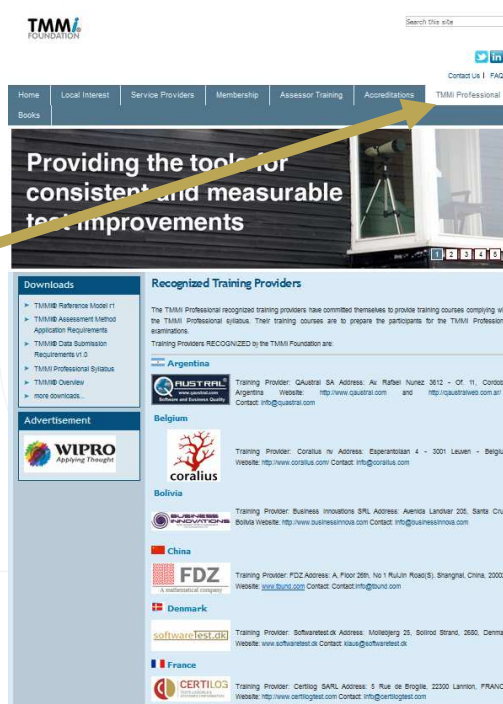 TMMi
FOUNDATION
Search this site
Contact Us | FAQ
Home Local Interest Service Providers Membership Assessor Training Accreditations TMMi Professional
Books
Providing the tools for
consistent and measurable
test improvements
1 2 3 4 5
Downloads
TMMi® Reference Model r1
TMMi® Assessment Method
Application Requirements
TMMi® Data Submission
Requirements v1.0
TMMi Professional Syllabus
TMMi® Overview
more downloads...
Advertisement
WIPRO
Applying Thought
Recognized Training Providers
The TMMi Professional recognized training providers have committed themselves to provide training courses complying
the TMMi Professional syllabus. Their training courses are to prepare the participants for the TMMi Profession
examinations.
Training Providers RECOGNIZED by the TMMi Foundation are:
Argentina
QAUSTRAL
www.qaustral.com
Software and Business Quality
Training Provider: QAustral SA Address: Av Rafael Nunez 3612 - Of. 11, Cordob
Argentina Website: http://www.qaustral.com and http://qaustralweb.com.ar/
Contact: info@qaustral.com
Belgium
coralius
Training Provider: Coralius nv Address: Esperantolaan 4 - 3001 Leuven - Belgiu
Website: http://www.coralius.com/ Contact: info@coralius.com
Bolivia
BUSINESS
INNOVATIONS
Training Provider: Business Innovations SRL Address: Avenida Landivar 205, Santa Cru
Bolivia Website: http://www.businessinnova.com Contact: info@businessinnova.com
China
FDZ
A mathematical company
Training Provider: FDZ Address: A, Floor 26th, No 1 RuiJin Road(S). Shanghai, China, 2000
Website: www.tbund.com Contact: Contact:info@tbund.com
Denmark
softwaretest.dk
Training Provider: Softwaretest.dk Address: Mollebjerg 25, Sollrod Strand, 2850, Denma
Website: www.softwaretest.dk Contact: klaus@softwaretest.dk
France
CERTILOG
Training Provider: Certilog SARL Address: 5 Rue de Broglie, 22300 Lannion, FRANC
Website: http://www.certilogtest.com Contact: info@certilogtest.com